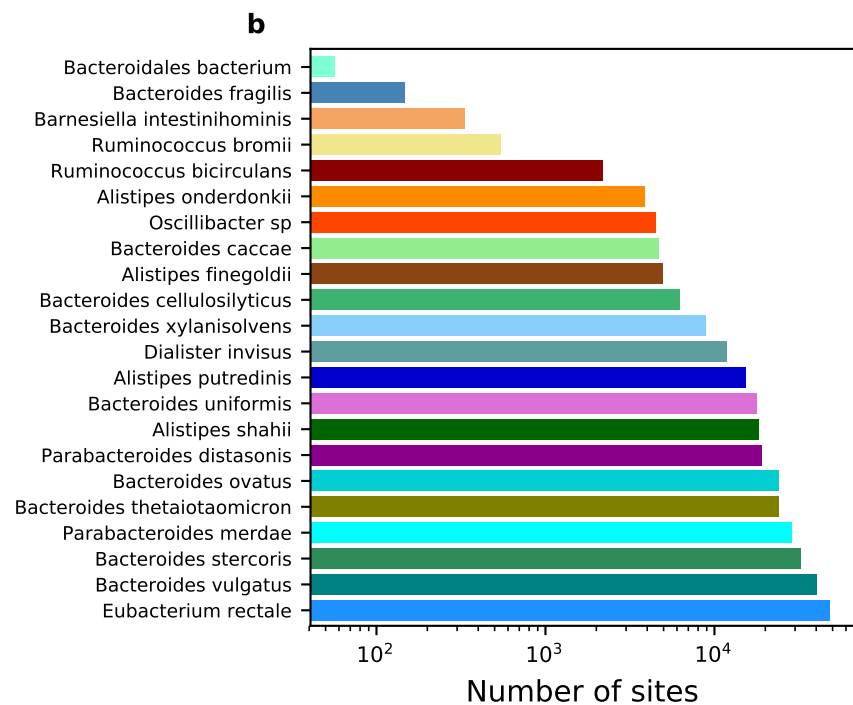 b
Bacteroidales bacterium
Bacteroides fragilis
Barnesiella intestinihominis
Ruminococcus bromii
Ruminococcus bicirculans
Alistipes onderdonkii
Oscillibacter sp
Bacteroides caccae
Alistipes finegoldii
Bacteroides cellulosilyticus
Bacteroides xylanisolvens
Dialister invisus
Alistipes putredinis
Bacteroides uniformis
Alistipes shahii
Parabacteroides distasonis
Bacteroides ovatus
Bacteroides thetaiotaomicron
Parabacteroides merdae
Bacteroides stercoris
Bacteroides vulgatus
Eubacterium rectale
10² 10³ 10⁴
Number of sites